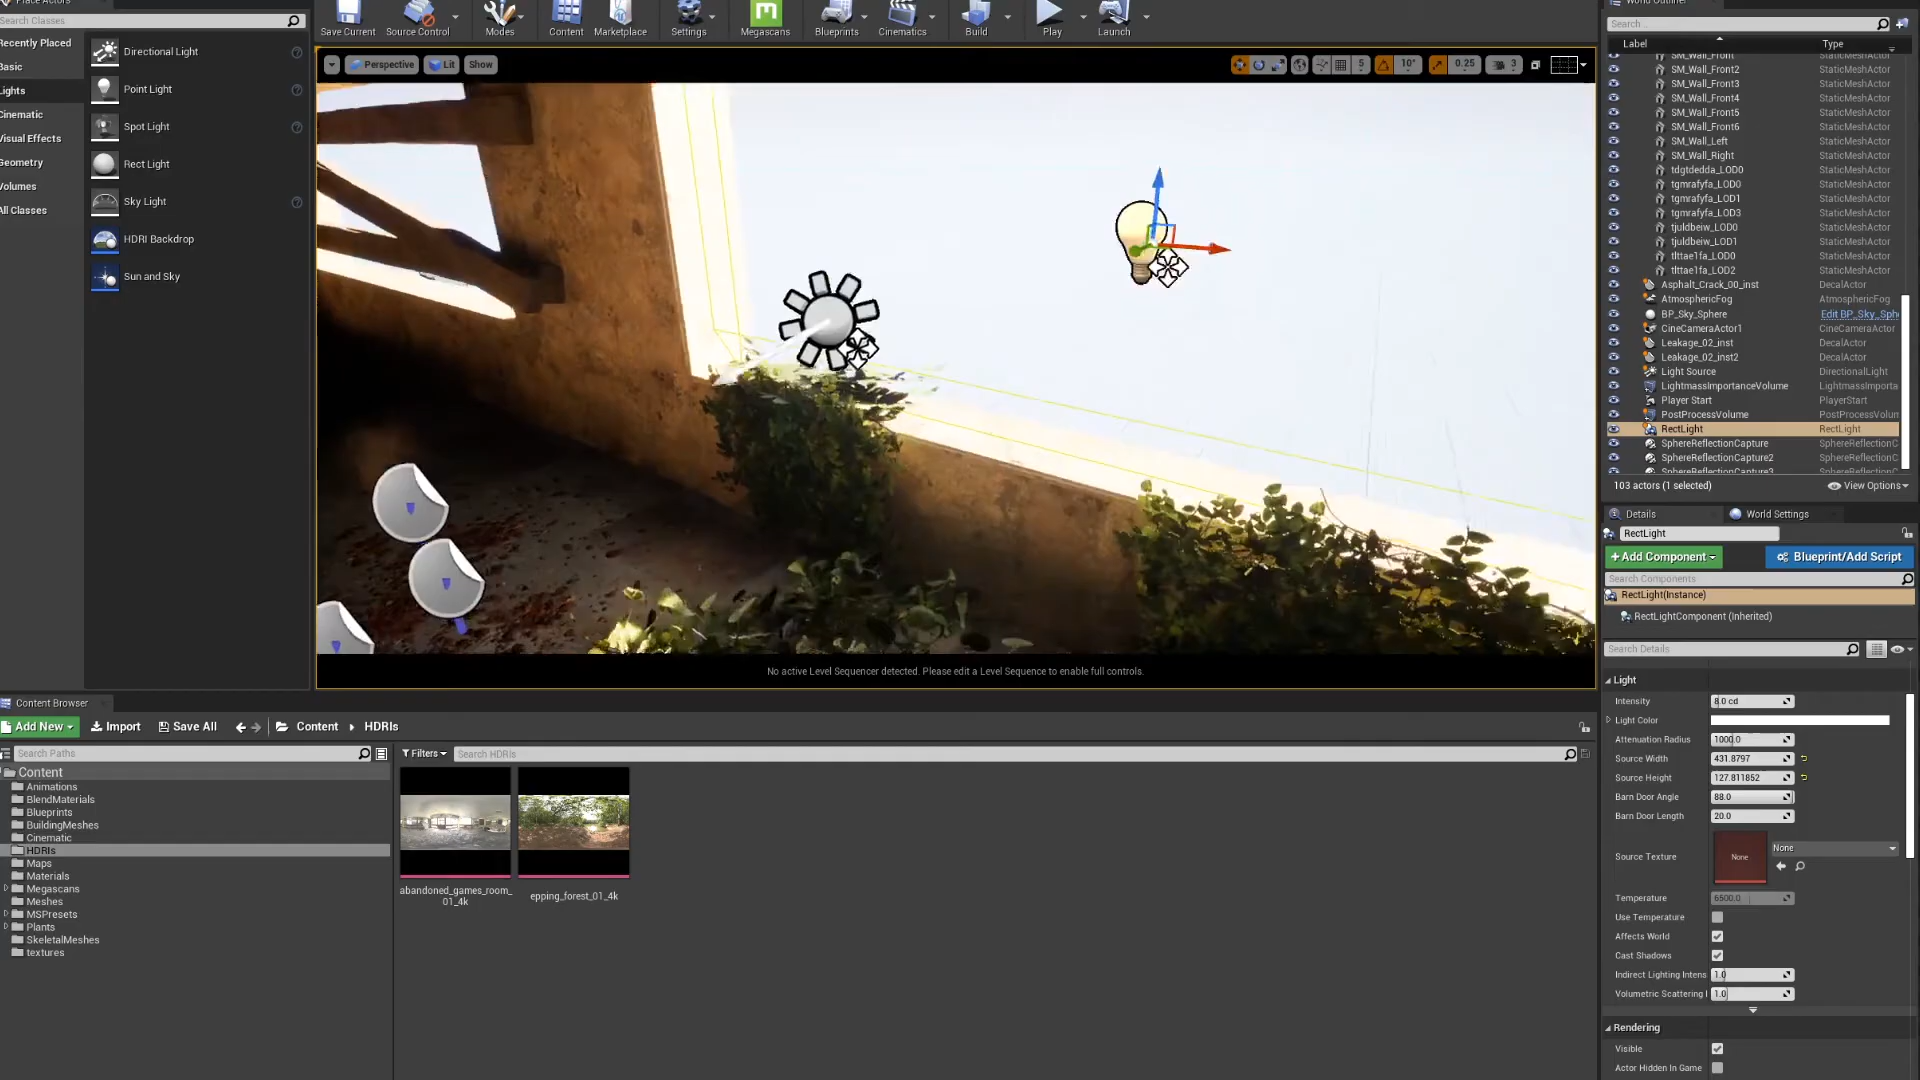 Place Actors
Search Classes
Recently Placed
Basic
Lights
Cinematic
Visual Effects
Geometry
Volumes
All Classes
Directional Light
Point Light
Spot Light
Rect Light
Sky Light
HDRI Backdrop
Sun and Sky
Save Current
Source Control
Modes
Content
Marketplace
Settings
Megascans
Blueprints
Cinematics
Build
Play
Launch
Perspective
Lit
Show
5
10°
0.25
3
No active Level Sequencer detected. Please edit a Level Sequence to enable full controls.
World Outliner
Search...
Label Type
SM_Wall_Front StaticMeshActor
SM_Wall_Front2 StaticMeshActor
SM_Wall_Front3 StaticMeshActor
SM_Wall_Front4 StaticMeshActor
SM_Wall_Front5 StaticMeshActor
SM_Wall_Front6 StaticMeshActor
SM_Wall_Left StaticMeshActor
SM_Wall_Right StaticMeshActor
tdgtdedda_LOD0 StaticMeshActor
tgmrafyfa_LOD0 StaticMeshActor
tgmrafyfa_LOD1 StaticMeshActor
tgmrafyfa_LOD3 StaticMeshActor
tjuldbeiw_LOD0 StaticMeshActor
tjuldbeiw_LOD1 StaticMeshActor
tlttae1fa_LOD0 StaticMeshActor
tlttae1fa_LOD2 StaticMeshActor
Asphalt_Crack_00_inst DecalActor
AtmosphericFog AtmosphericFog
BP_Sky_Sphere Edit BP_Sky_Sph
CineCameraActor1 CineCameraActor
Leakage_02_inst DecalActor
Leakage_02_inst2 DecalActor
Light Source DirectionalLight
LightmassImportanceVolume LightmassImporta
Player Start PlayerStart
PostProcessVolume PostProcessVolun
RectLight RectLight
SphereReflectionCapture SphereReflectionC
SphereReflectionCapture2 SphereReflectionC
SphereReflectionCapture3 SphereReflectionC
103 actors (1 selected) View Options
Details World Settings
RectLight
+Add Component Blueprint/Add Script
Search Components
RectLight(Instance)
RectLightComponent (Inherited)
Search Details
Light
Intensity 8.0 cd
Light Color
Attenuation Radius 1000.0
Source Width 431.8797
Source Height 127.811852
Barn Door Angle 88.0
Barn Door Length 20.0
Source Texture None None
Temperature 6500.0
Use Temperature
Affects World
Cast Shadows
Indirect Lighting Intens 1.0
Volumetric Scattering I 1.0
Rendering
Visible
Actor Hidden In Game
Content Browser
Add New Import Save All Content HDRIs
Search Paths
Filters Search HDRIs
Content
Animations
BlendMaterials
Blueprints
BuildingMeshes
Cinematic
HDRIs
Maps
Materials
Megascans
Meshes
MSPresets
Plants
SkeletalMeshes
textures
abandoned_games_room_
01_4k
epping_forest_01_4k